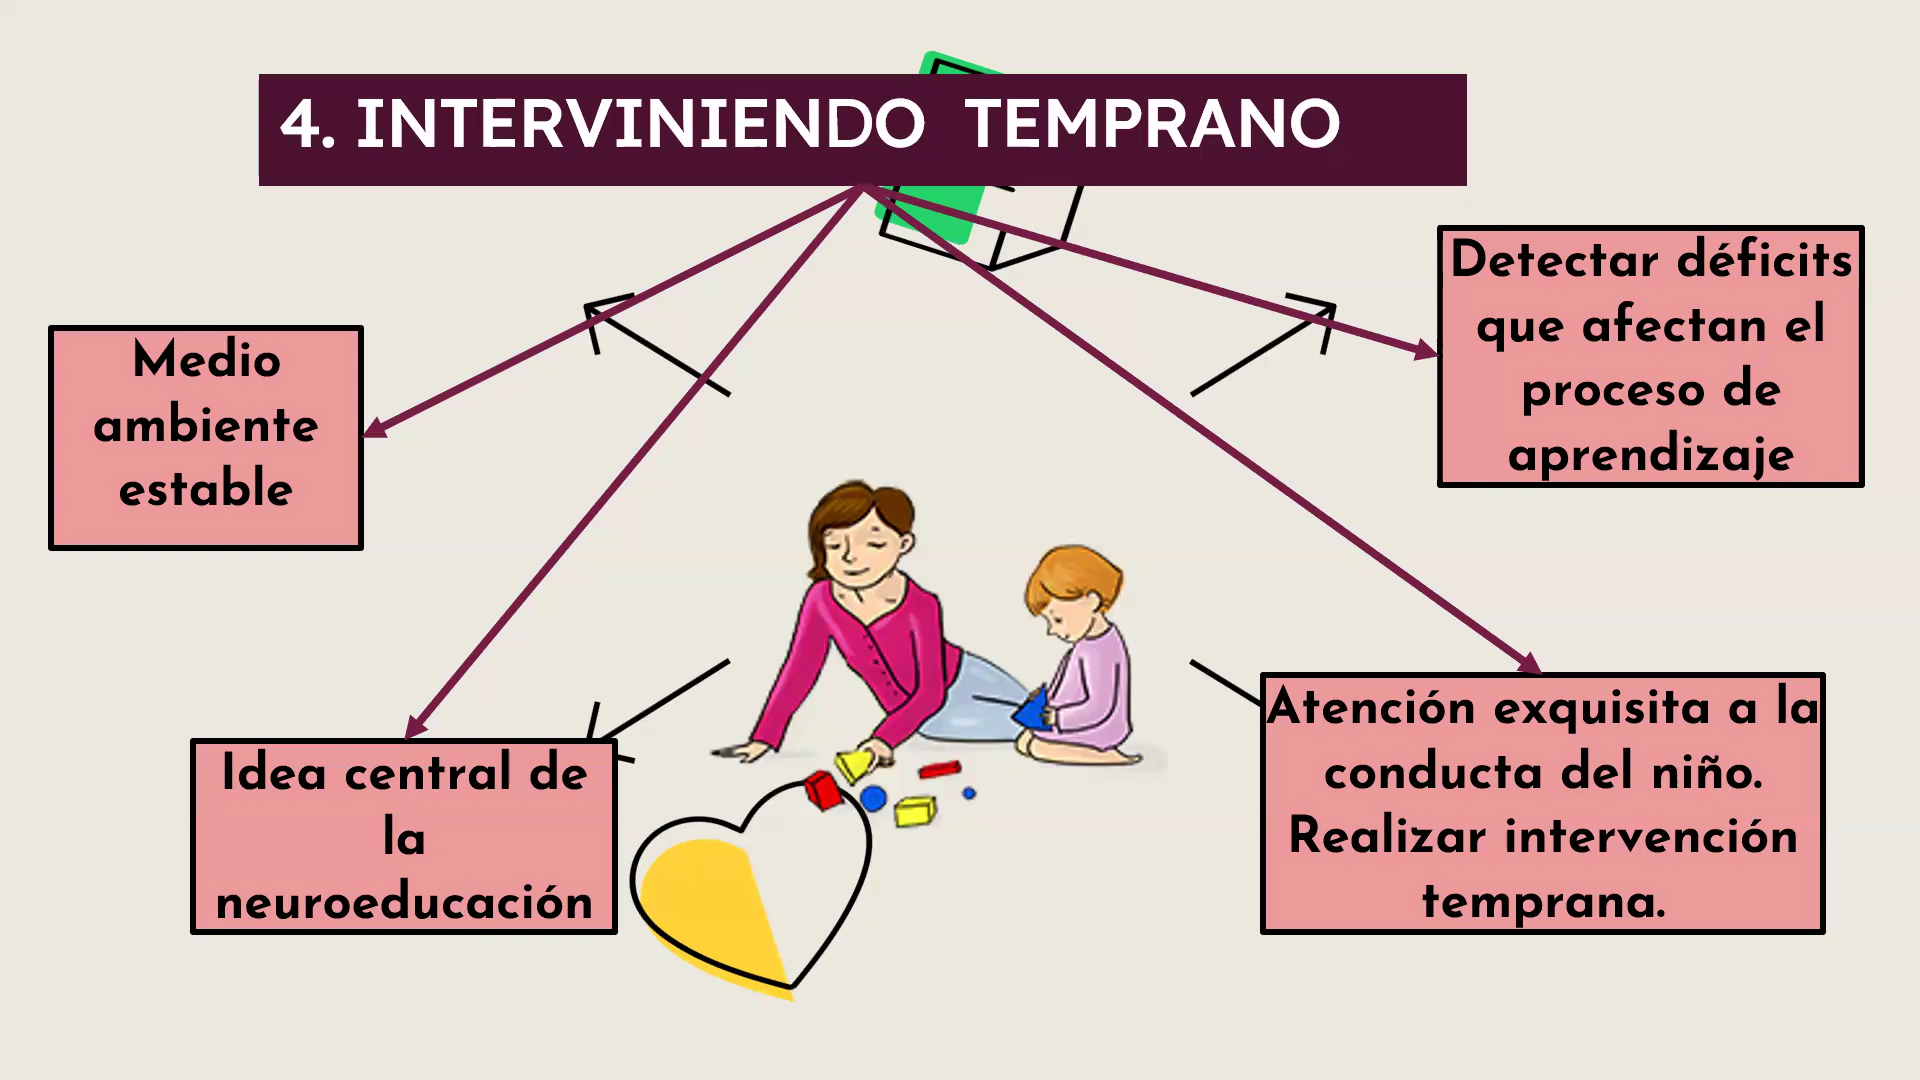 4. INTERVINIENDO TEMPRANO
Medio
ambiente
estable
Detectar déficits
que afectan el
proceso de
aprendizaje
Idea central de
la
neuroeducación
Atención exquisita a la
conducta del niño.
Realizar intervención
temprana.